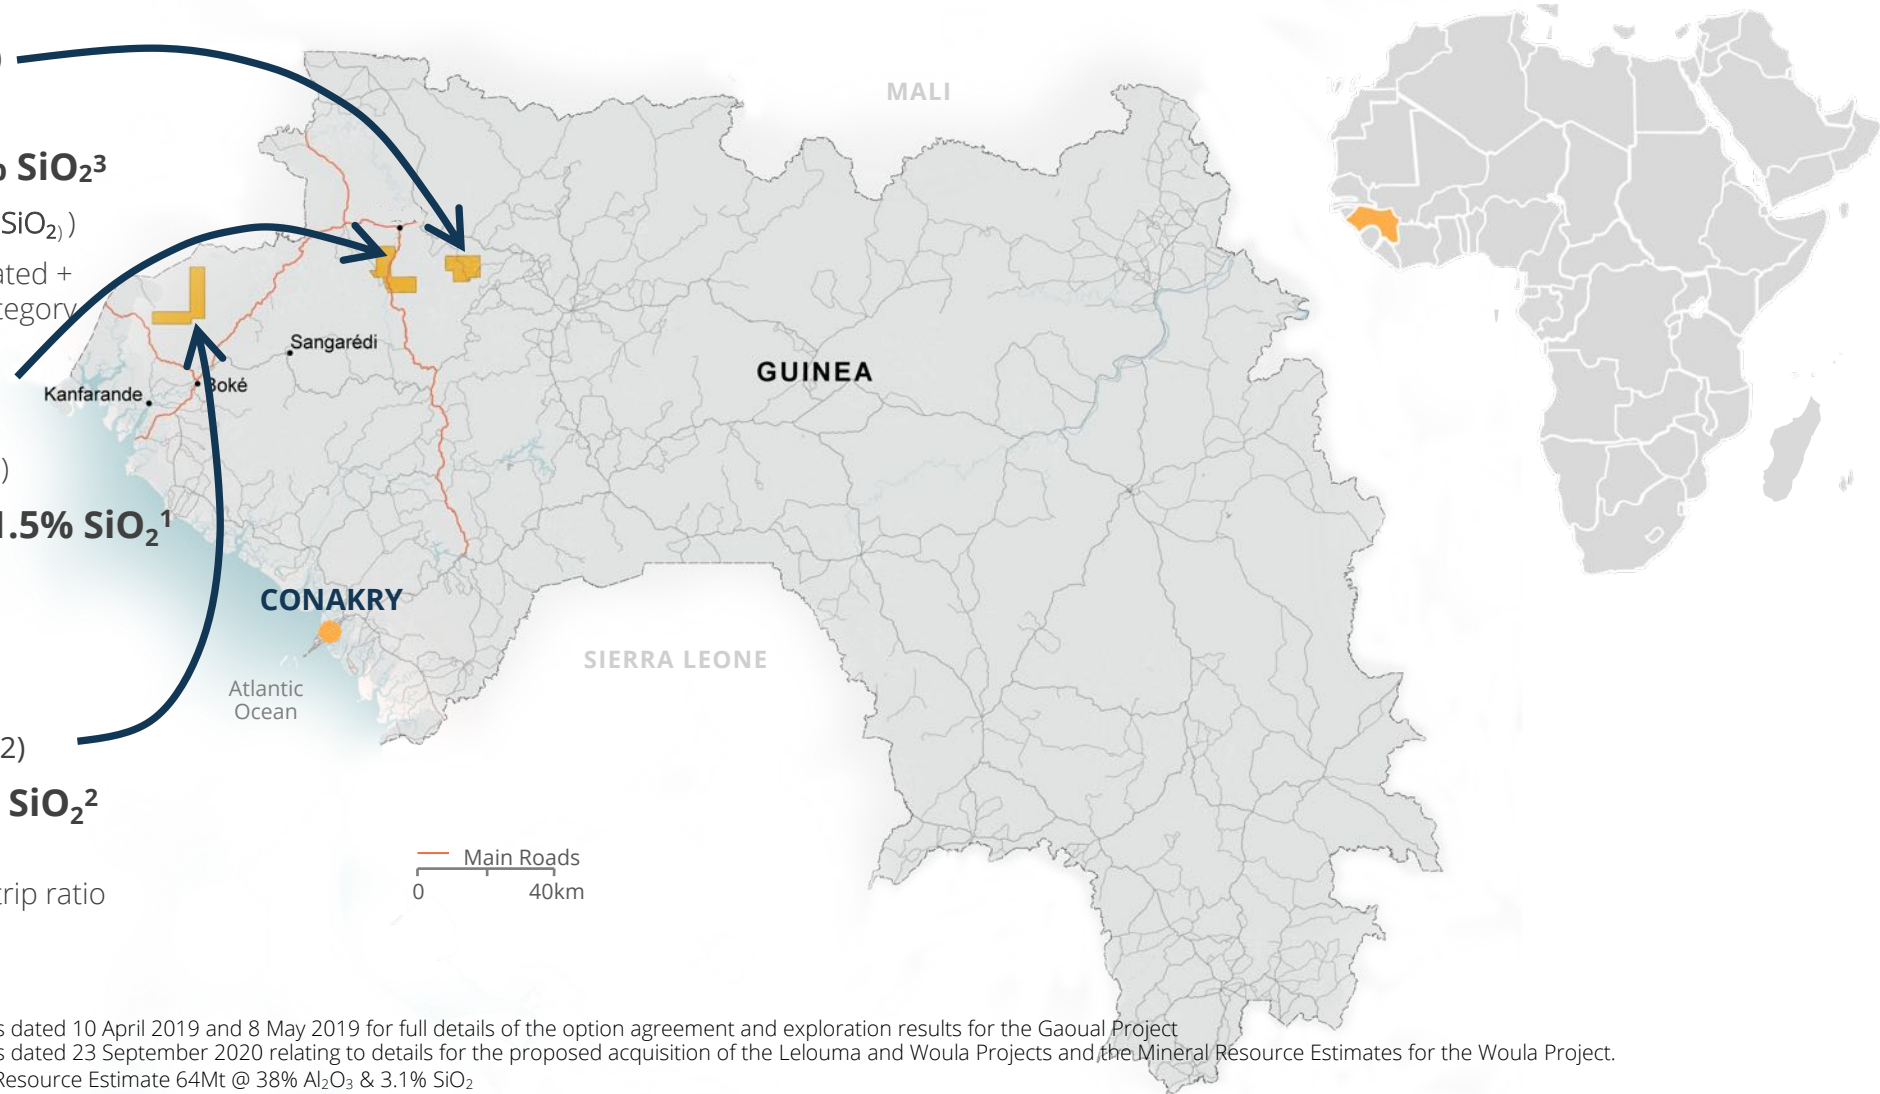 )
% SiO₂³
SiO₂₎ )
ated +
tegory
)
1.5% SiO₂¹
2)
SiO₂²
trip ratio
MALI
GUINEA
Sangarédi
Boké
Kanfarande
CONAKRY
SIERRA LEONE
Atlantic
Ocean
Main Roads
0 40km
s dated 10 April 2019 and 8 May 2019 for full details of the option agreement and exploration results for the Gaoual Project
s dated 23 September 2020 relating to details for the proposed acquisition of the Lelouma and Woula Projects and the Mineral Resource Estimates for the Woula Project.
Resource Estimate 64Mt @ 38% Al₂O₃ & 3.1% SiO₂